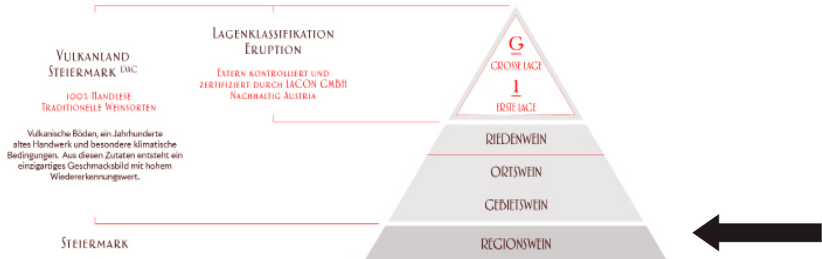 Vulkanland
Steiermark DAC
100% Handlese
Traditionelle Weinsorten
Vulkanische Böden, ein Jahrhunderte
altes Handwerk und besondere klimatische
Bedingungen. Aus diesen Zutaten entsteht ein
einzigartiges Geschmacksbild mit hohem
Wiedererkennungswert.
Steiermark
Lagenklassifikation
Eruption
Extern kontrolliert und
zertifiziert durch LACON GmbH
Nachhaltig Austria
G
GROSSE LAGE
1
ERSTE LAGE
RIEDENWEIN
ORTSWEIN
GEBIETSWEIN
REGIONSWEIN